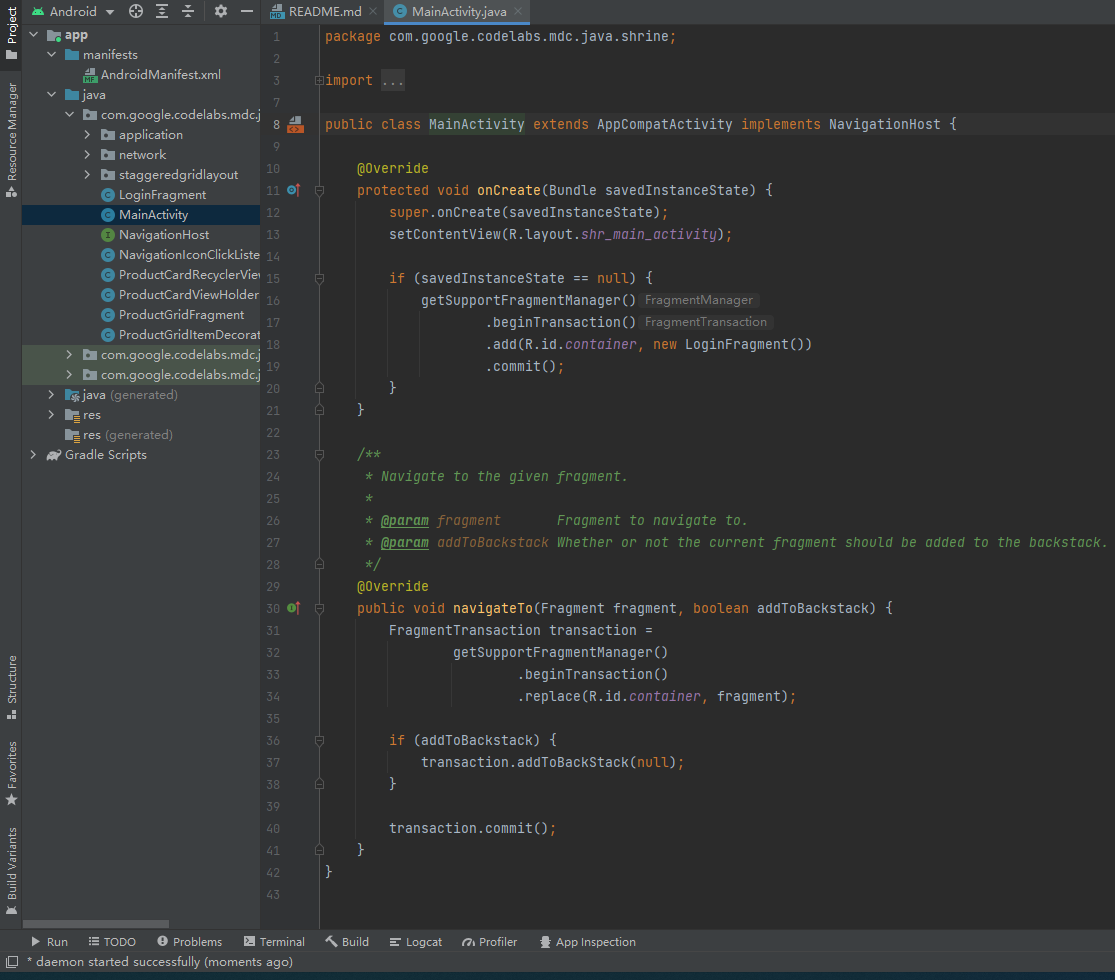 Android
README.md
MainActivity.java
Project
Resource Manager
Structure
Favorites
Build Variants
app
manifests
AndroidManifest.xml
java
com.google.codelabs.mdc.j
application
network
staggeredgridlayout
LoginFragment
MainActivity
NavigationHost
NavigationIconClickListe
ProductCardRecyclerVie
ProductCardViewHolder
ProductGridFragment
ProductGridItemDecorat
com.google.codelabs.mdc.j
com.google.codelabs.mdc.j
java (generated)
res
res (generated)
Gradle Scripts
1 package com.google.codelabs.mdc.java.shrine;
2
3 import ...
7
8 public class MainActivity extends AppCompatActivity implements NavigationHost {
9
10 @Override
11 protected void onCreate(Bundle savedInstanceState) {
12 super.onCreate(savedInstanceState);
13 setContentView(R.layout.shr_main_activity);
14
15 if (savedInstanceState == null) {
16 getSupportFragmentManager() FragmentManager
17 .beginTransaction() FragmentTransaction
18 .add(R.id.container, new LoginFragment())
19 .commit();
20 }
21 }
22
23 /**
24 * Navigate to the given fragment.
25 *
26 * @param fragment Fragment to navigate to.
27 * @param addToBackstack Whether or not the current fragment should be added to the backstack.
28 */
29 @Override
30 public void navigateTo(Fragment fragment, boolean addToBackstack) {
31 FragmentTransaction transaction =
32 getSupportFragmentManager()
33 .beginTransaction()
34 .replace(R.id.container, fragment);
35
36 if (addToBackstack) {
37 transaction.addToBackStack(null);
38 }
39
40 transaction.commit();
41 }
42 }
43
Run TODO Problems Terminal Build Logcat Profiler App Inspection
* daemon started successfully (moments ago)